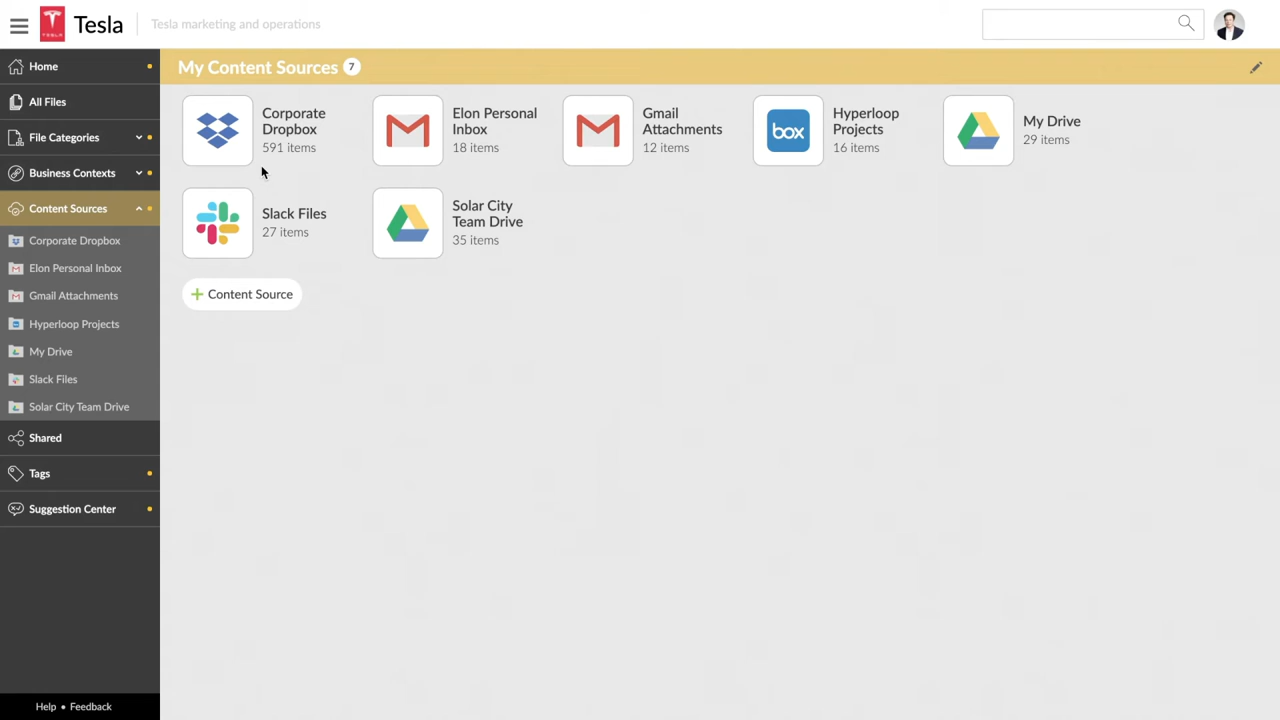 TESLA
Tesla
Tesla marketing and operations
Home
All Files
File Categories
Business Contexts
Content Sources
Corporate Dropbox
Elon Personal Inbox
Gmail Attachments
Hyperloop Projects
My Drive
Slack Files
Solar City Team Drive
Shared
Tags
Suggestion Center
Help • Feedback
My Content Sources 7
Corporate
Dropbox
591 items
Elon Personal
Inbox
18 items
Gmail
Attachments
12 items
box
Hyperloop
Projects
16 items
My Drive
29 items
Slack Files
27 items
Solar City
Team Drive
35 items
+ Content Source